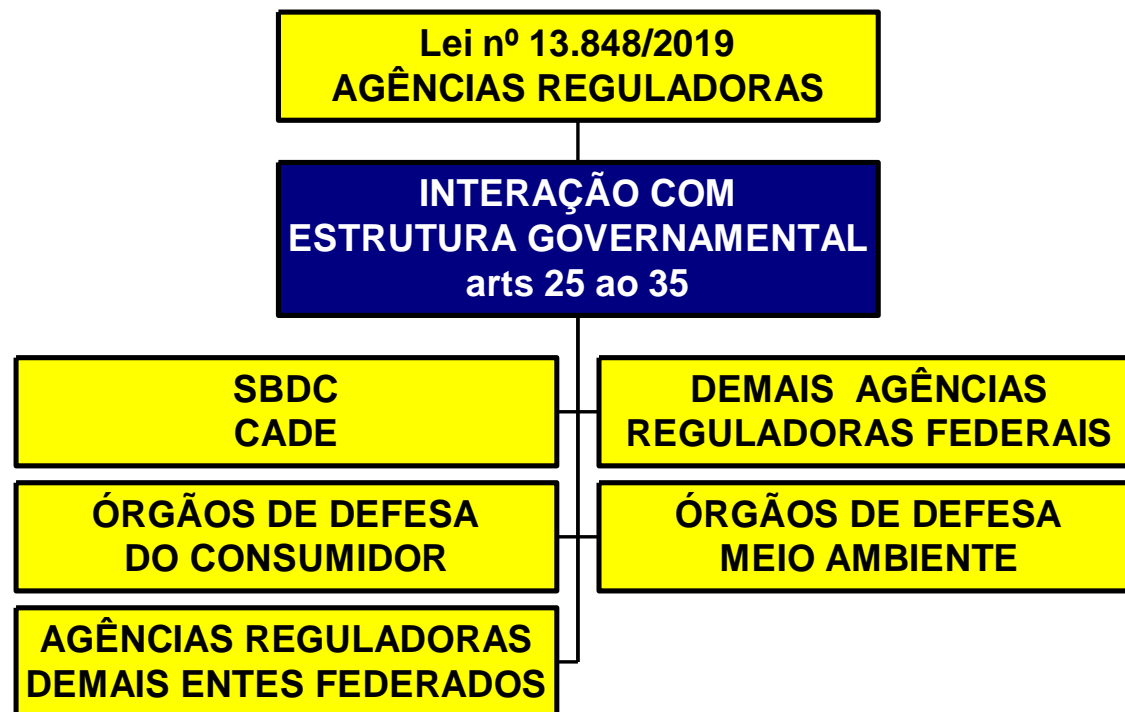 Lei nº 13.848/2019
AGÊNCIAS REGULADORAS
INTERAÇÃO COM
ESTRUTURA GOVERNAMENTAL
arts 25 ao 35
SBDC
CADE
DEMAIS AGÊNCIAS
REGULADORAS FEDERAIS
ÓRGÃOS DE DEFESA
DO CONSUMIDOR
ÓRGÃOS DE DEFESA
MEIO AMBIENTE
AGÊNCIAS REGULADORAS
DEMAIS ENTES FEDERADOS